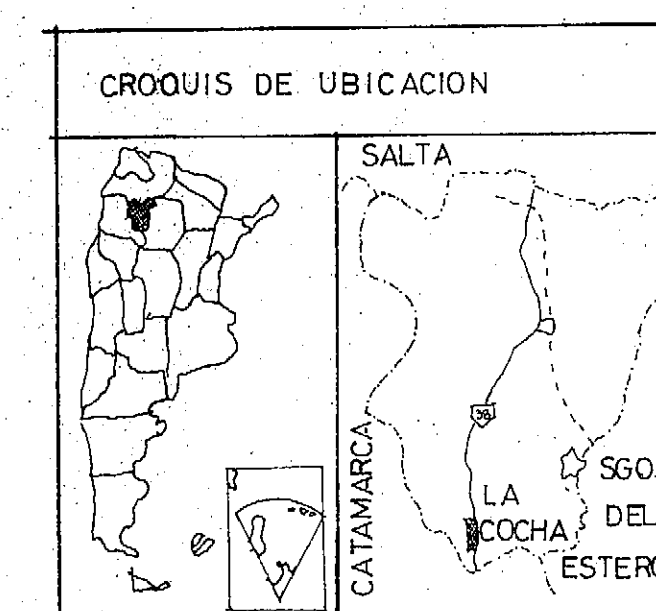 CROQUIS DE UBICACION
SALTA
38
CATAMARCA
LA
COCHA
SGO.
DEL
ESTERO